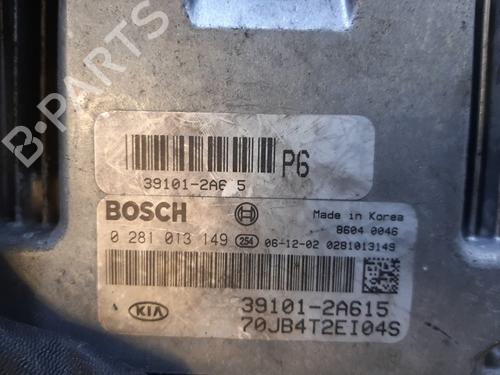 B-PARTS
P6
39101-2A6 5
BOSCH
Made in Korea
8604 0046
0 281 013 149 254 06-12-02 0281013149
KIA
39101-2A615
70JB4T2EI04S